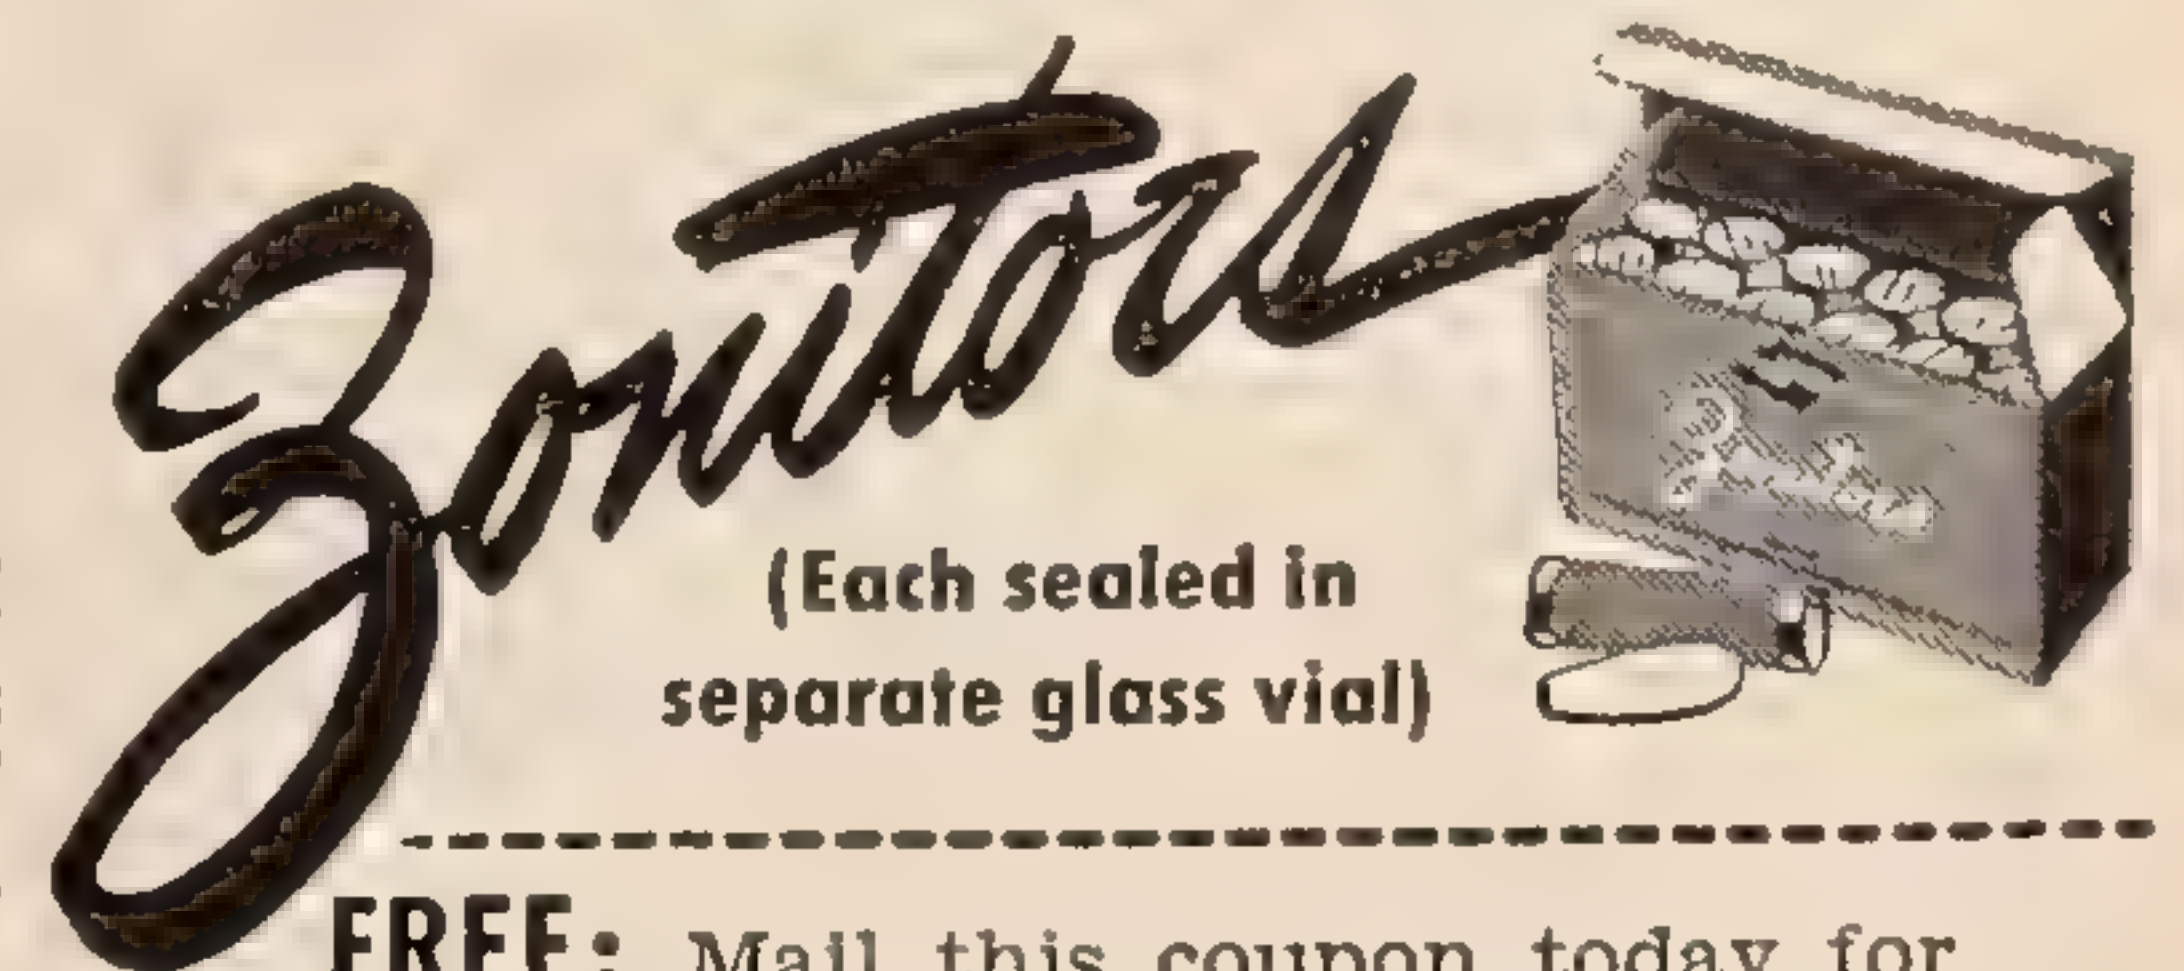 Zonitors
(Each sealed in
separate glass vial)
FREE: Mail this coupon today for